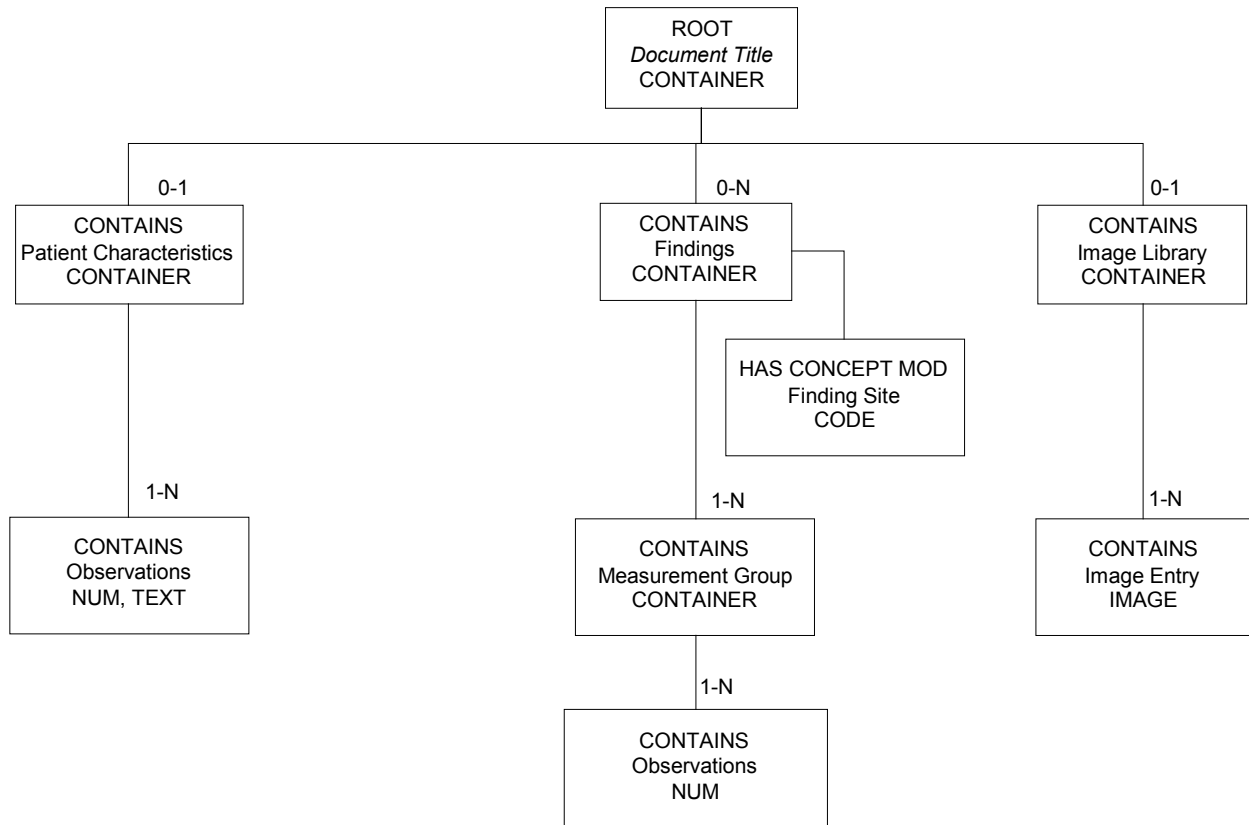 ROOT
Document Title
CONTAINER
0-1
0-N
0-1
CONTAINS
Patient Characteristics
CONTAINER
CONTAINS
Findings
CONTAINER
CONTAINS
Image Library
CONTAINER
HAS CONCEPT MOD
Finding Site
CODE
1-N
1-N
1-N
CONTAINS
Observations
NUM, TEXT
CONTAINS
Measurement Group
CONTAINER
CONTAINS
Image Entry
IMAGE
1-N
CONTAINS
Observations
NUM